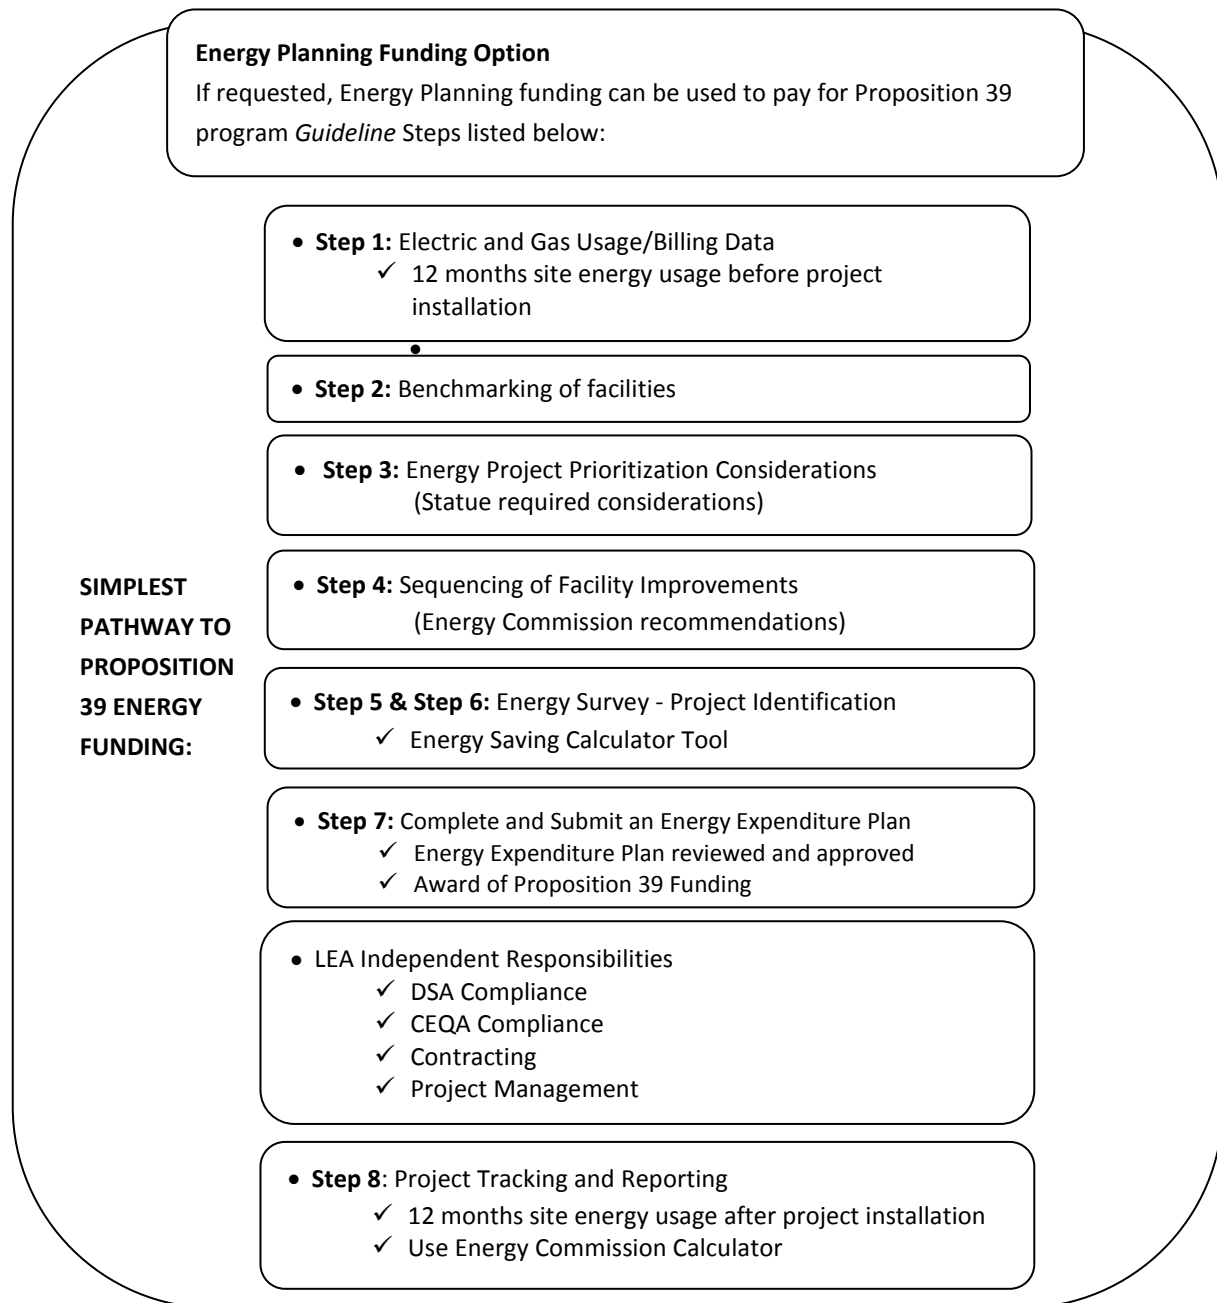 Energy Planning Funding Option
If requested, Energy Planning funding can be used to pay for Proposition 39
program Guideline Steps listed below:
• Step 1: Electric and Gas Usage/Billing Data
✓ 12 months site energy usage before project
installation
•
• Step 2: Benchmarking of facilities
• Step 3: Energy Project Prioritization Considerations
(Statue required considerations)
SIMPLEST
PATHWAY TO
PROPOSITION
39 ENERGY
FUNDING:
• Step 4: Sequencing of Facility Improvements
(Energy Commission recommendations)
• Step 5 & Step 6: Energy Survey - Project Identification
✓ Energy Saving Calculator Tool
• Step 7: Complete and Submit an Energy Expenditure Plan
✓ Energy Expenditure Plan reviewed and approved
✓ Award of Proposition 39 Funding
• LEA Independent Responsibilities
✓ DSA Compliance
✓ CEQA Compliance
✓ Contracting
✓ Project Management
• Step 8: Project Tracking and Reporting
✓ 12 months site energy usage after project installation
✓ Use Energy Commission Calculator